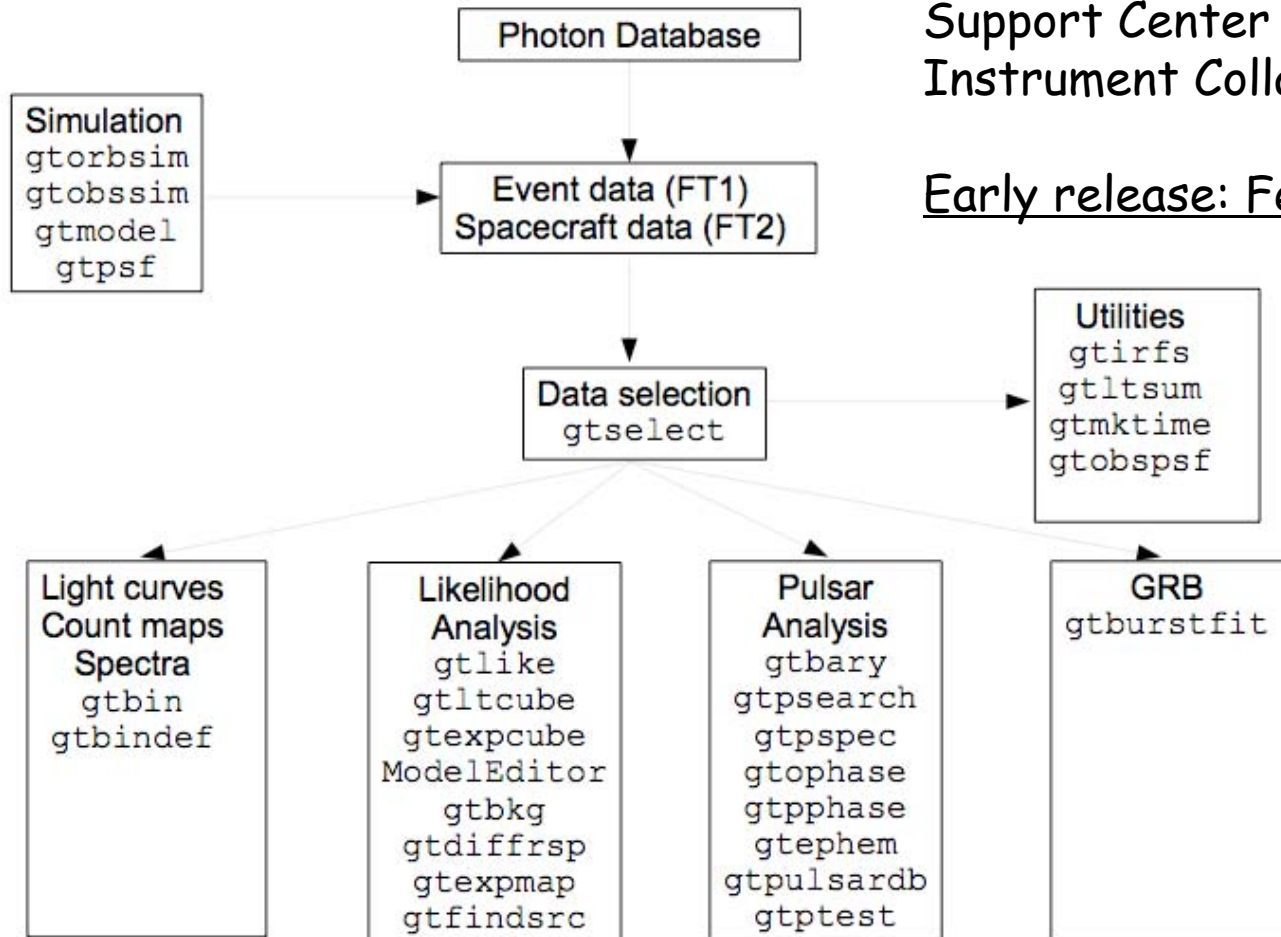 Support Center
Instrument
Early release:
Photon Database
Simulation
gtorbsim
gtobssim
gtmodel
gtpsf
Event data (FT1)
Spacecraft data (FT2)
Data selection
gtselect
Utilities
gtirfs
gtltsum
gtmktime
gtobspsf
Light curves
Count maps
Spectra
gtbin
gtbindef
Likelihood
Analysis
gtlike
gtltcube
gtexpcube
ModelEditor
gtbkg
gtdiffrsp
gtexpmap
gtfindsrc
Pulsar
Analysis
gtbary
gtpsearch
gtpspec
gtophase
gtpphase
gtephem
gtpulsardb
gtptest
GRB
gtburstfit